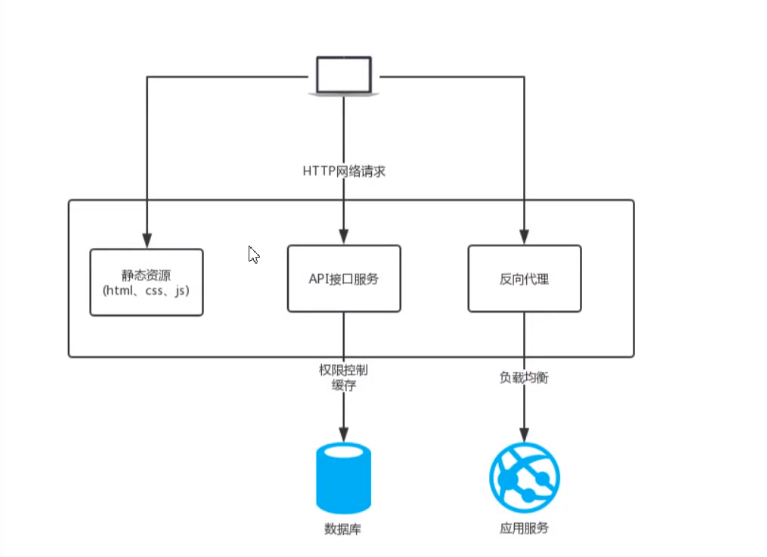 HTTP网络请求
静态资源
(html、css、js)
API接口服务
反向代理
权限控制
缓存
负载均衡
数据库
应用服务